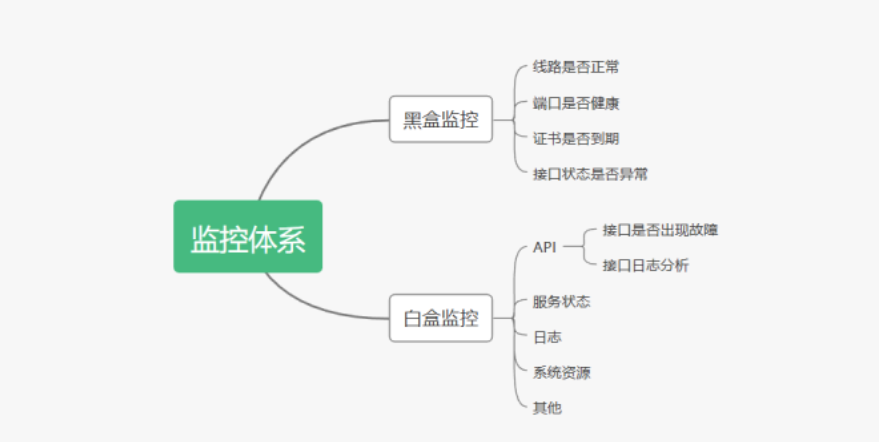 监控体系
黑盒监控
线路是否正常
端口是否健康
证书是否到期
接口状态是否异常
白盒监控
API
接口是否出现故障
接口日志分析
服务状态
日志
系统资源
其他